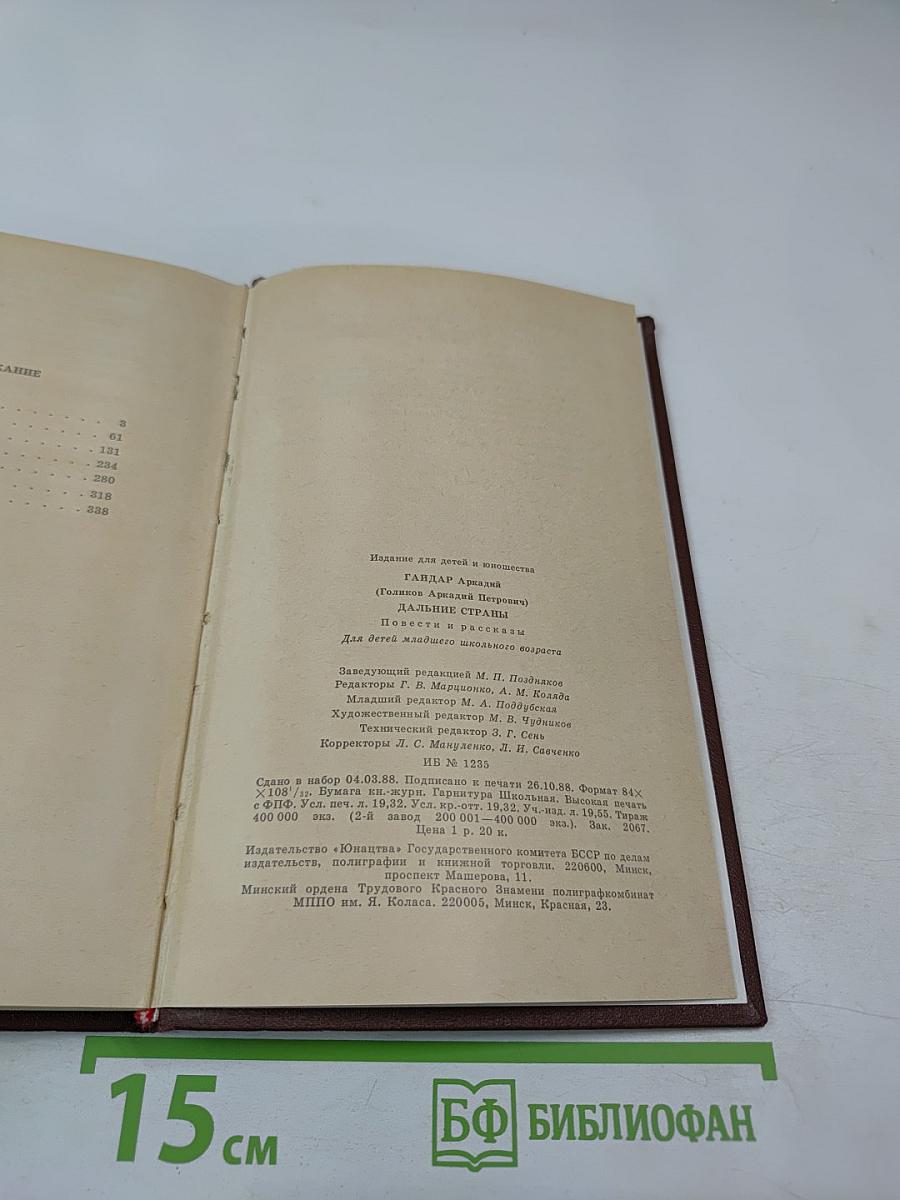 КАНИЕ
. . . . . . . . 3
. . . . . . . . 61
. . . . . . . . 131
. . . . . . . . 234
. . . . . . . . 280
. . . . . . . . 318
. . . . . . . . 338
Издание для детей и юношества
ГАЙДАР Аркадий
(Голиков Аркадий Петрович)
ДАЛЬНИЕ СТРАНЫ
Повести и рассказы
Для детей младшего школьного возраста
Заведующий редакцией М. П. Поздняков
Редакторы Г. В. Марционко, А. М. Коляда
Младший редактор М. А. Поддубская
Художественный редактор М. В. Чудников
Технический редактор З. Г. Сень
Корректоры Л. С. Мануленко, Л. И. Савченко
ИБ № 1235
Сдано в набор 04.03.88. Подписано к печати 26.10.88. Формат 84×
×108¹/₃₂. Бумага кн.-журн. Гарнитура Школьная. Высокая печать
с ФПФ. Усл. печ. л. 19,32. Усл. кр.-отт. 19,32. Уч.-изд. л. 19,55. Тираж
400 000 экз. (2-й завод 200 001—400 000 экз.). Зак. 2067.
Цена 1 р. 20 к.
Издательство «Юнацтва» Государственного комитета БССР по делам
издательств, полиграфии и книжной торговли. 220600, Минск,
проспект Машерова, 11.
Минский ордена Трудового Красного Знамени полиграфкомбинат
МППО им. Я. Коласа. 220005, Минск, Красная, 23.
15 см
БФ БИБЛИОФАН